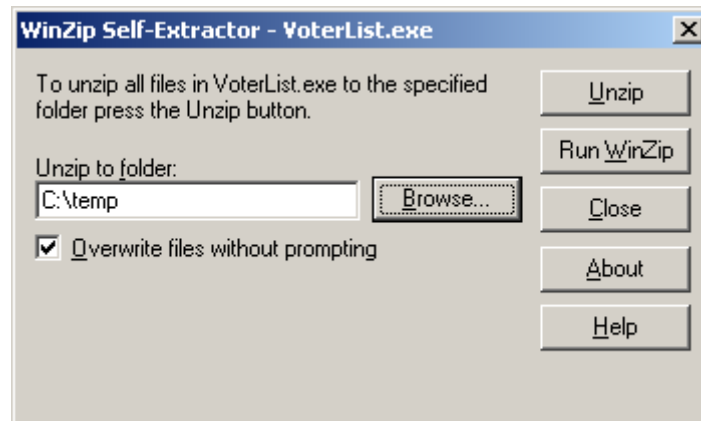 WinZip Self-Extractor - VoterList.exe
To unzip all files in VoterList.exe to the specified
folder press the Unzip button.
Unzip to folder:
C:\temp
Browse...
Overwrite files without prompting
Unzip
Run WinZip
Close
About
Help